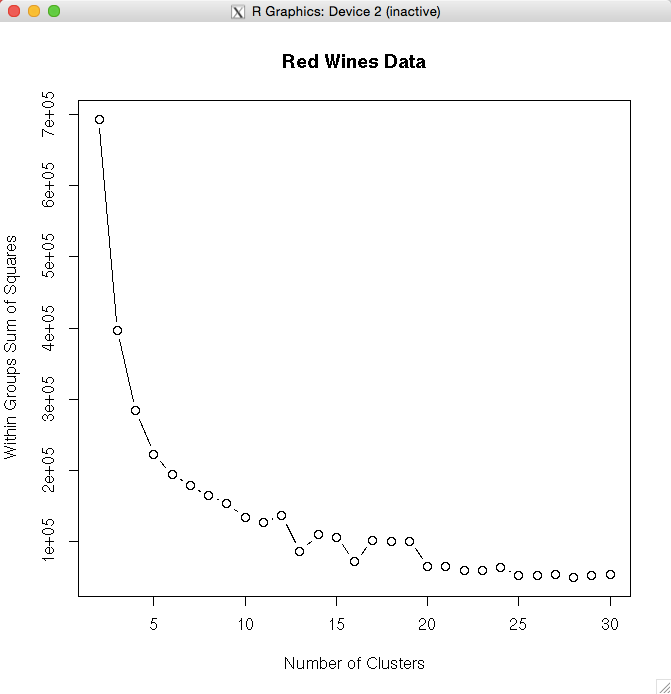 R Graphics: Device 2 (inactive)
Red Wines Data
7e+05
6e+05
5e+05
4e+05
3e+05
2e+05
1e+05
Within Groups Sum of Squares
5 10 15 20 25 30
Number of Clusters